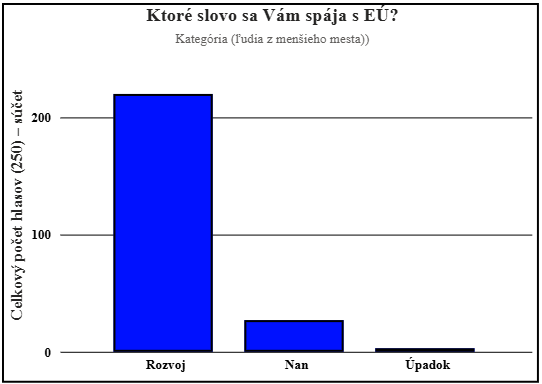 Ktoré slovo sa Vám spája s EÚ?
Kategória (ľudia z menšieho mesta))
Celkový počet hlasov (250) – súčet
200
100
0
Rozvoj
Nan
Úpadok